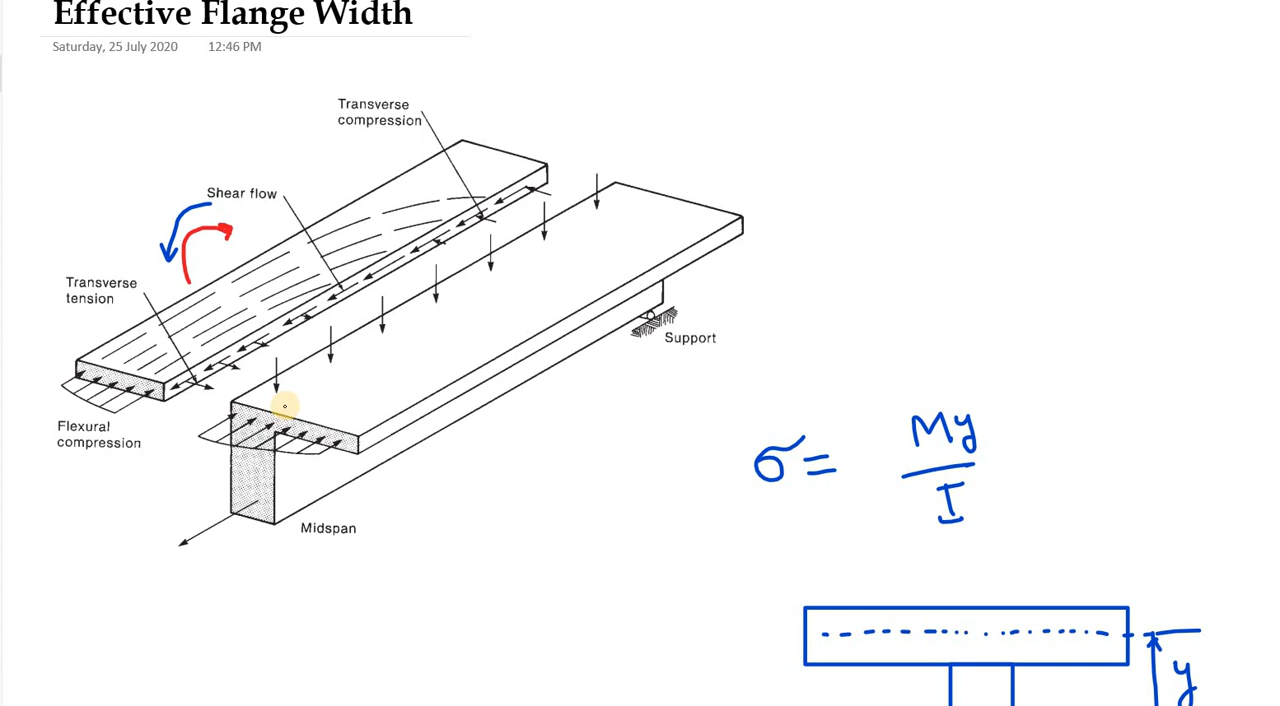 Effective Flange Width
Saturday, 25 July 2020 12:46 PM
Transverse
compression
Shear flow
Transverse
tension
Flexural
compression
Support
Midspan
σ = My
I
y